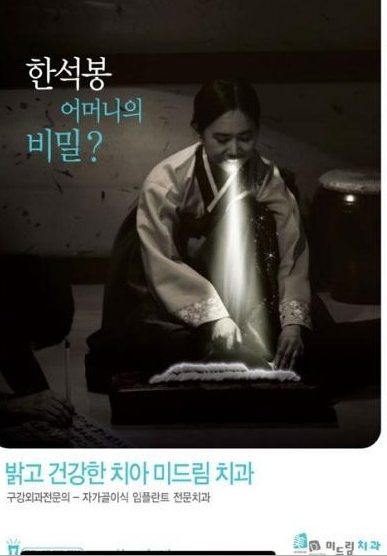 한석봉
어머니의
비밀?
밝고 건강한 치아 미드림 치과
구강외과전문의 - 자가골이식 임플란트 전문치과
미드림치과